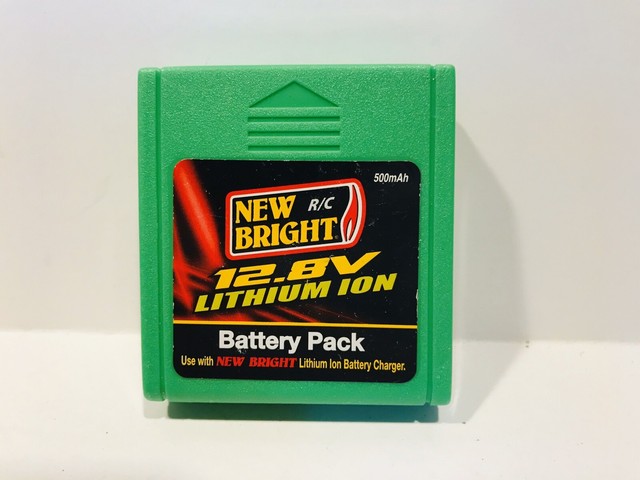 500mAh
NEW R/C
BRIGHT
12.8V
LITHIUM ION
Battery Pack
Use with NEW BRIGHT Lithium Ion Battery Charger.